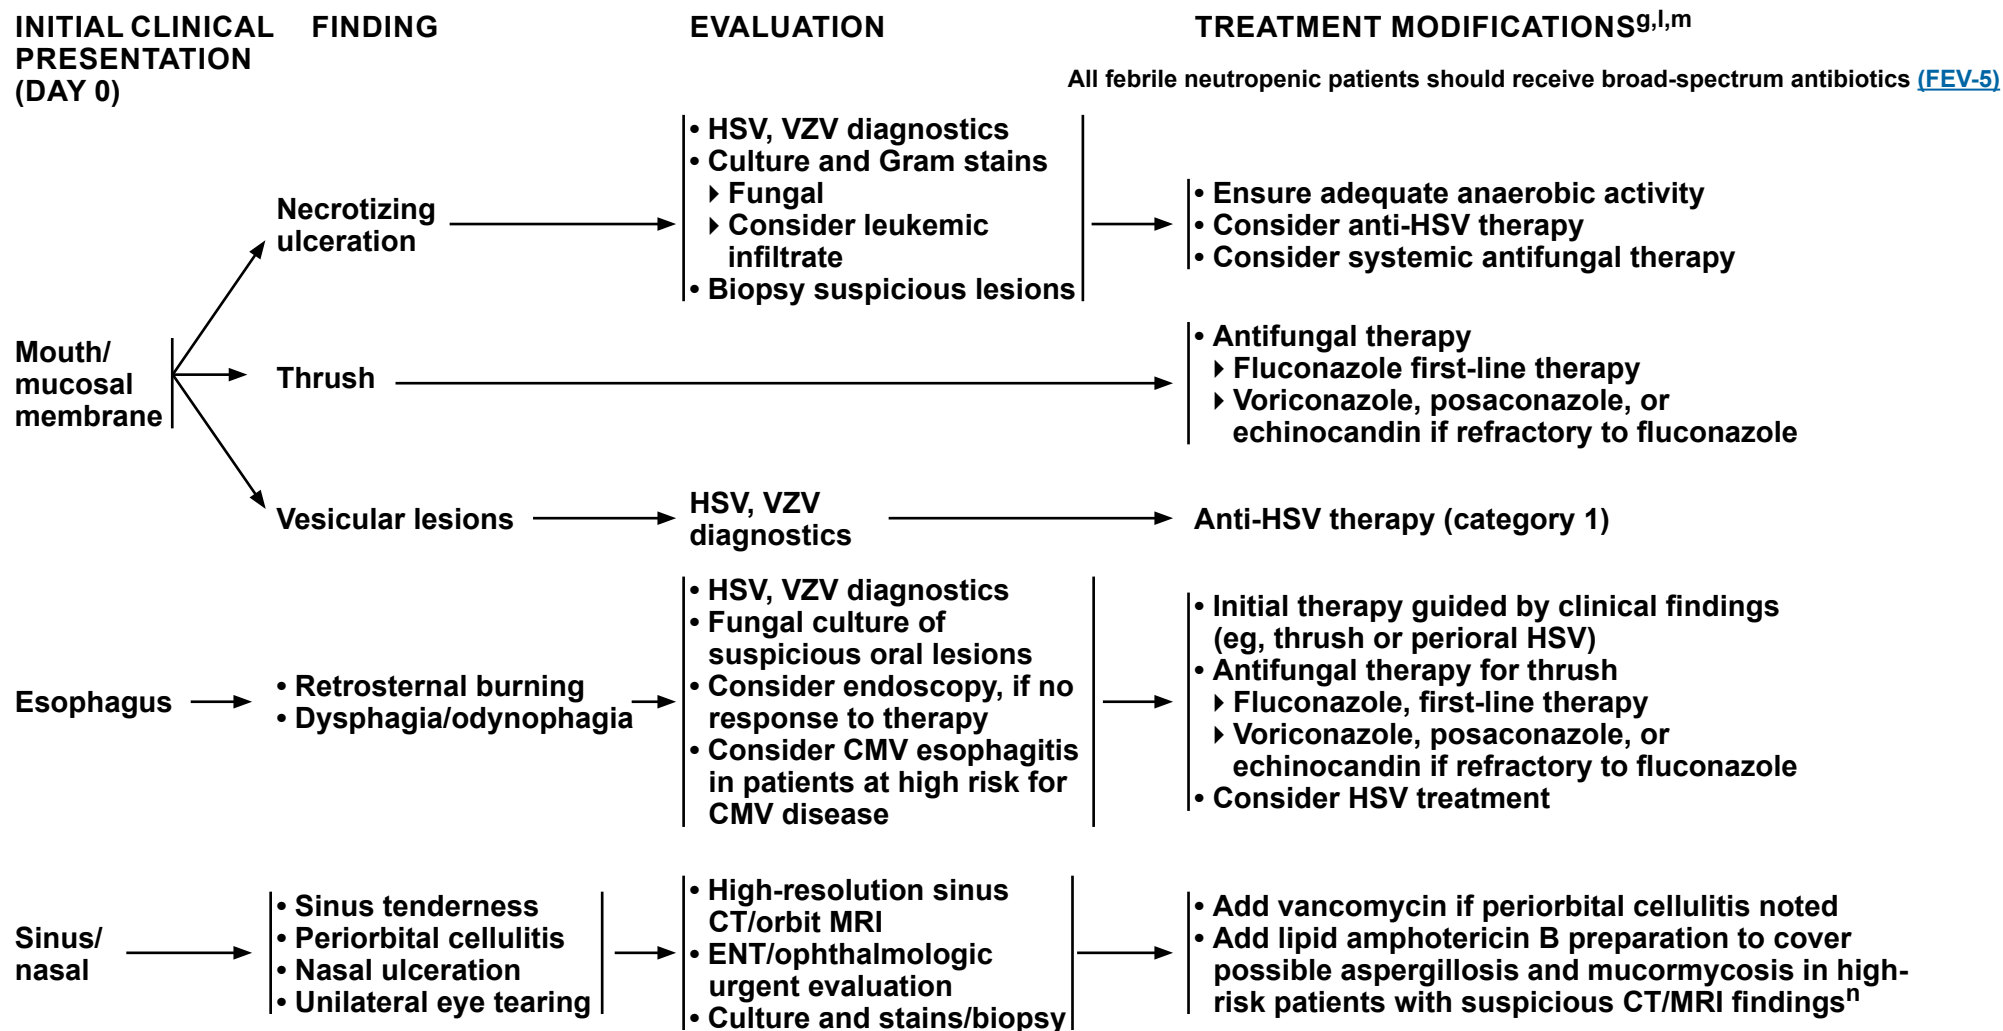 INITIAL CLINICAL
PRESENTATION
(DAY 0)
FINDING
EVALUATION
TREATMENT MODIFICATIONSg,l,m
All febrile neutropenic patients should receive broad-spectrum antibiotics (FEV-5)
Mouth/
mucosal
membrane
Necrotizing
ulceration
• HSV, VZV diagnostics
• Culture and Gram stains
▸ Fungal
▸ Consider leukemic
infiltrate
• Biopsy suspicious lesions
• Ensure adequate anaerobic activity
• Consider anti-HSV therapy
• Consider systemic antifungal therapy
Thrush
• Antifungal therapy
▸ Fluconazole first-line therapy
▸ Voriconazole, posaconazole, or
echinocandin if refractory to fluconazole
Vesicular lesions
HSV, VZV
diagnostics
Anti-HSV therapy (category 1)
Esophagus
• Retrosternal burning
• Dysphagia/odynophagia
• HSV, VZV diagnostics
• Fungal culture of
suspicious oral lesions
• Consider endoscopy, if no
response to therapy
• Consider CMV esophagitis
in patients at high risk for
CMV disease
• Initial therapy guided by clinical findings
(eg, thrush or perioral HSV)
• Antifungal therapy for thrush
▸ Fluconazole, first-line therapy
▸ Voriconazole, posaconazole, or
echinocandin if refractory to fluconazole
• Consider HSV treatment
Sinus/
nasal
• Sinus tenderness
• Periorbital cellulitis
• Nasal ulceration
• Unilateral eye tearing
• High-resolution sinus
CT/orbit MRI
• ENT/ophthalmologic
urgent evaluation
• Culture and stains/biopsy
• Add vancomycin if periorbital cellulitis noted
• Add lipid amphotericin B preparation to cover
possible aspergillosis and mucormycosis in high-
risk patients with suspicious CT/MRI findingsn